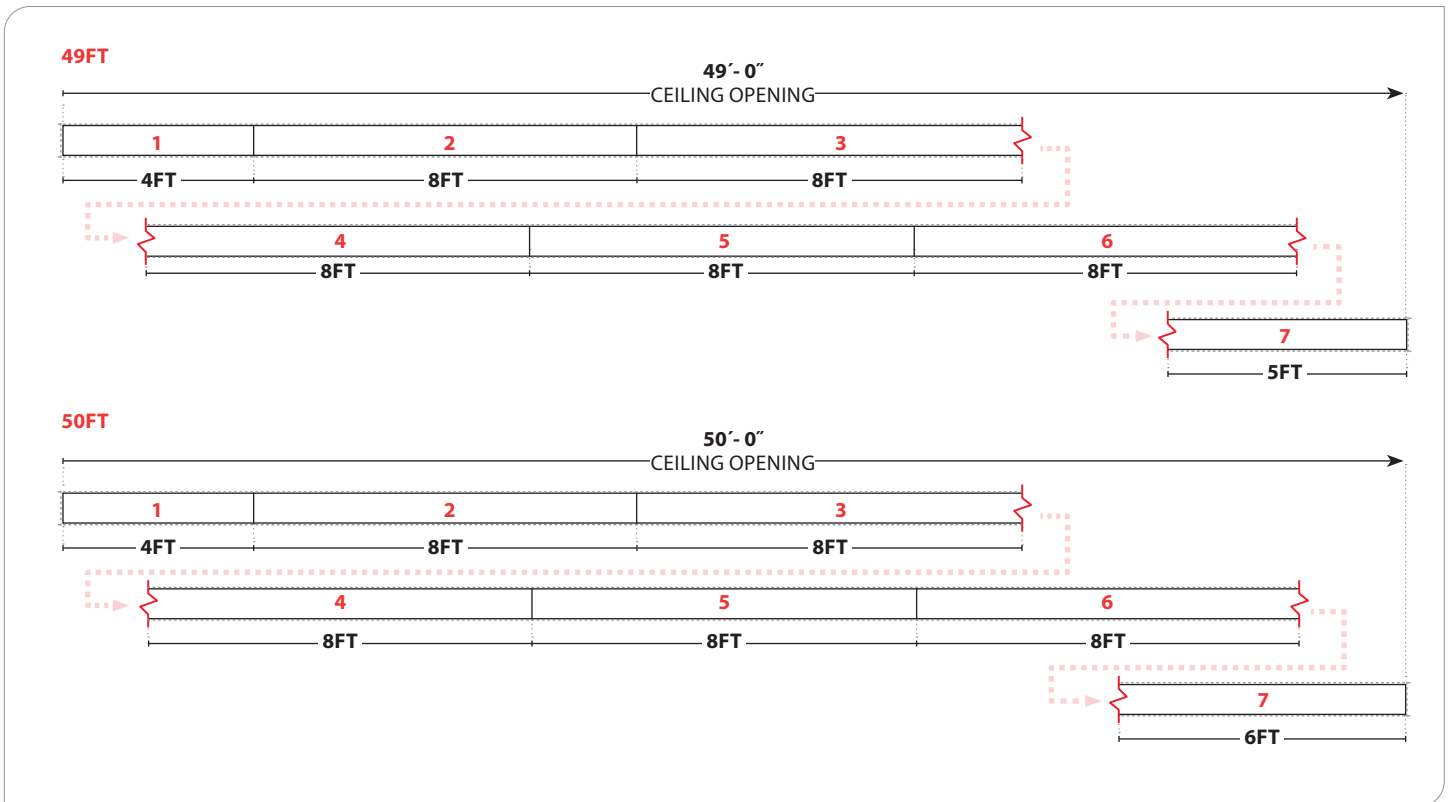 49FT
49´- 0˝
CEILING OPENING
1 2 3
4FT 8FT 8FT
4 5 6
8FT 8FT 8FT
7
5FT
50FT
50´- 0˝
CEILING OPENING
1 2 3
4FT 8FT 8FT
4 5 6
8FT 8FT 8FT
7
6FT